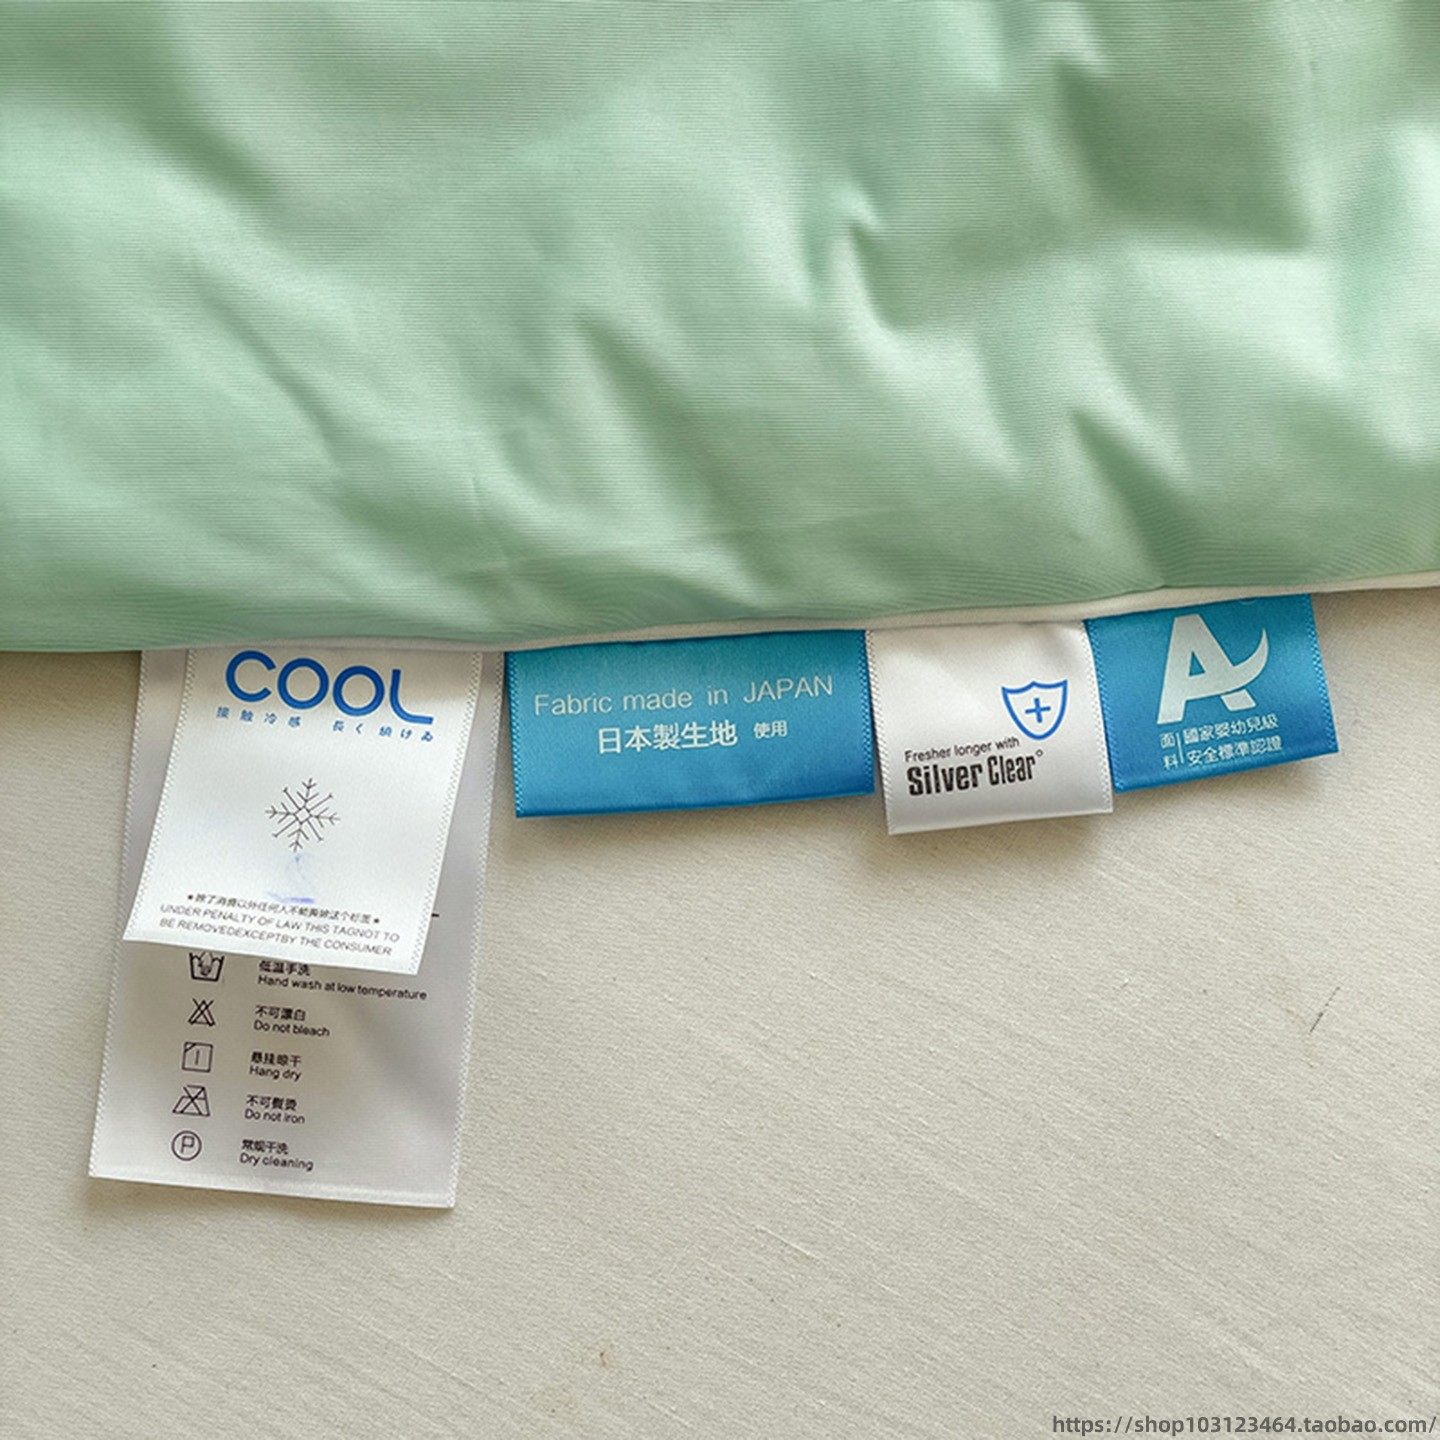 COOL
接触冷感 長く續けゐ
★除了消费以外任何人不能撕掉这个标签★
UNDER PENALTY OF LAW THIS TAGNOT TO
BE REMOVEDEXCEPTBY THE CONSUMER
低温手洗
Hand wash at low temperature
不可漂白
Do not bleach
悬挂晾干
Hang dry
不可熨烫
Do not iron
常规干洗
Dry cleaning
P
Fabric made in JAPAN
日本製生地 使用
Fresher longer with
Silver Clear
A
面料
國家嬰幼兒級
安全標準認證
https://shop103123464.taobao.com/